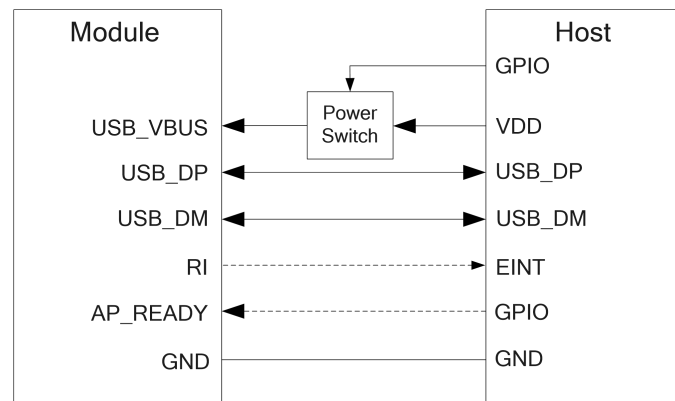 Module
Host
GPIO
Power
Switch
USB_VBUS
VDD
USB_DP
USB_DP
USB_DM
USB_DM
RI
EINT
AP_READY
GPIO
GND
GND